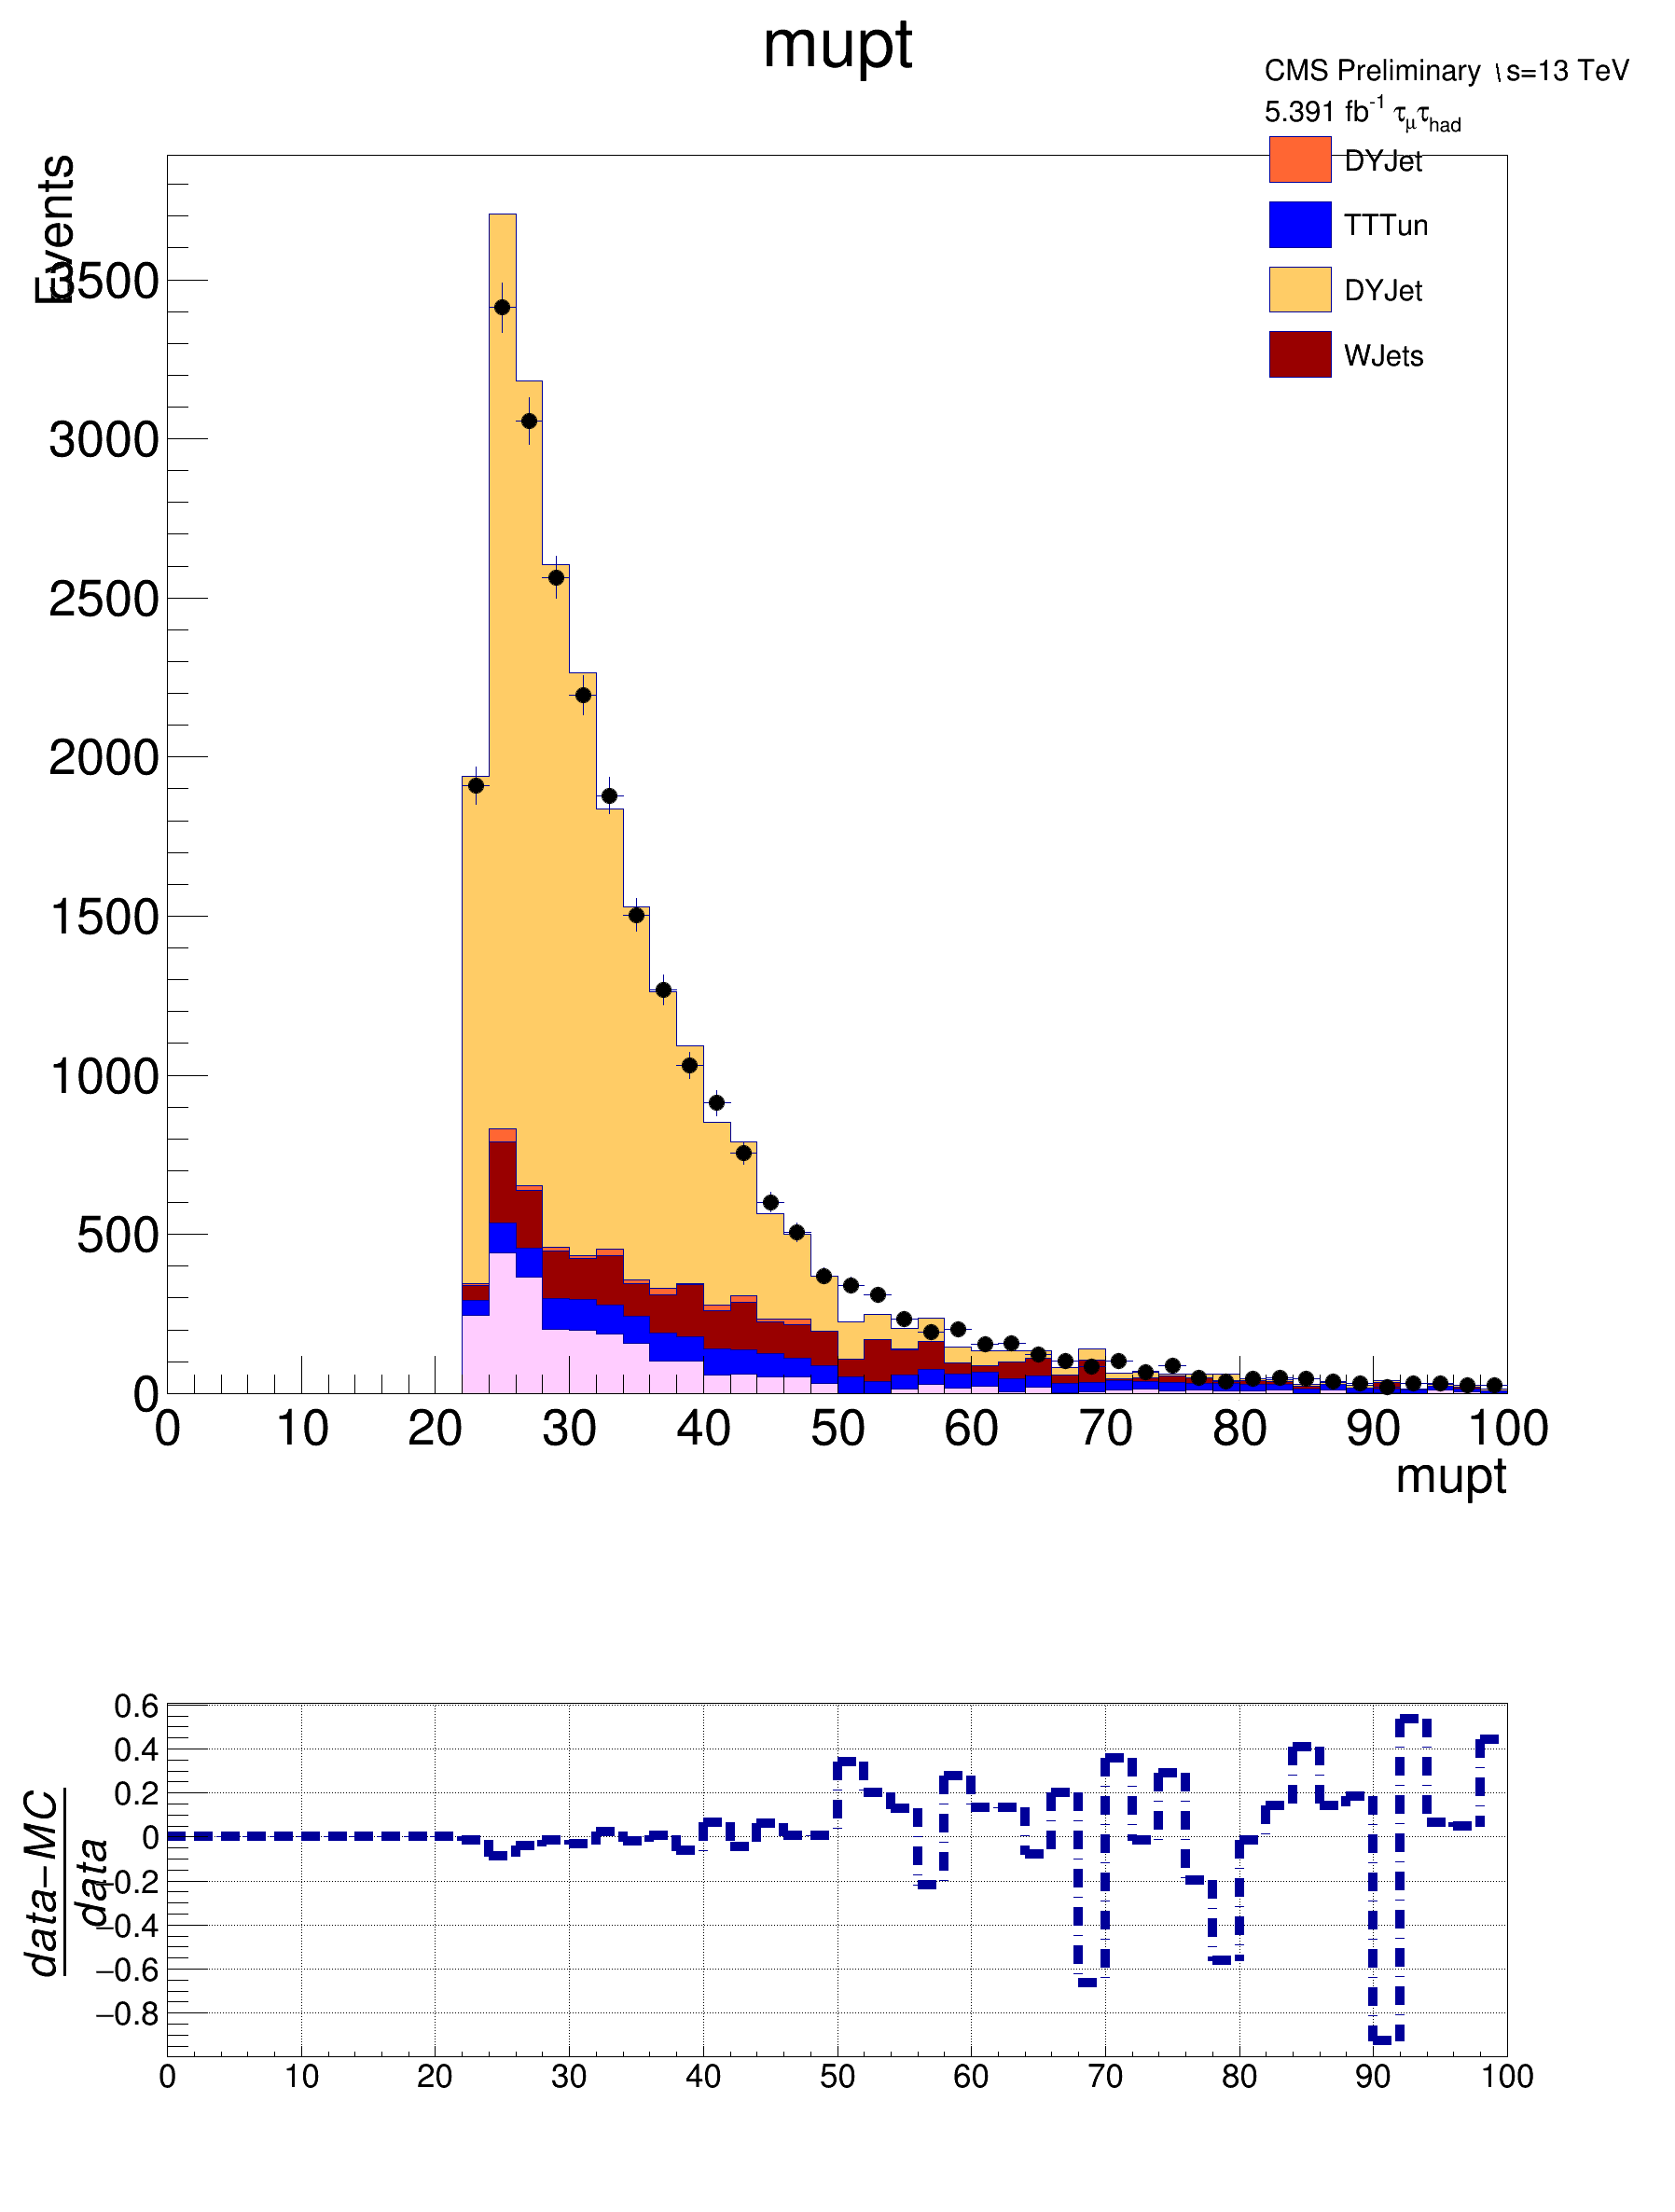 mupt
CMS Preliminary \s=13 TeV
5.391 fb-1 τμτhad
DYJet
TTTun
DYJet
WJets
Events
3500
3000
2500
2000
1500
1000
500
0
0 10 20 30 40 50 60 70 80 90 100
mupt
data−MC
data
0.6
0.4
0.2
0
−0.2
−0.4
−0.6
−0.8
0 10 20 30 40 50 60 70 80 90 100